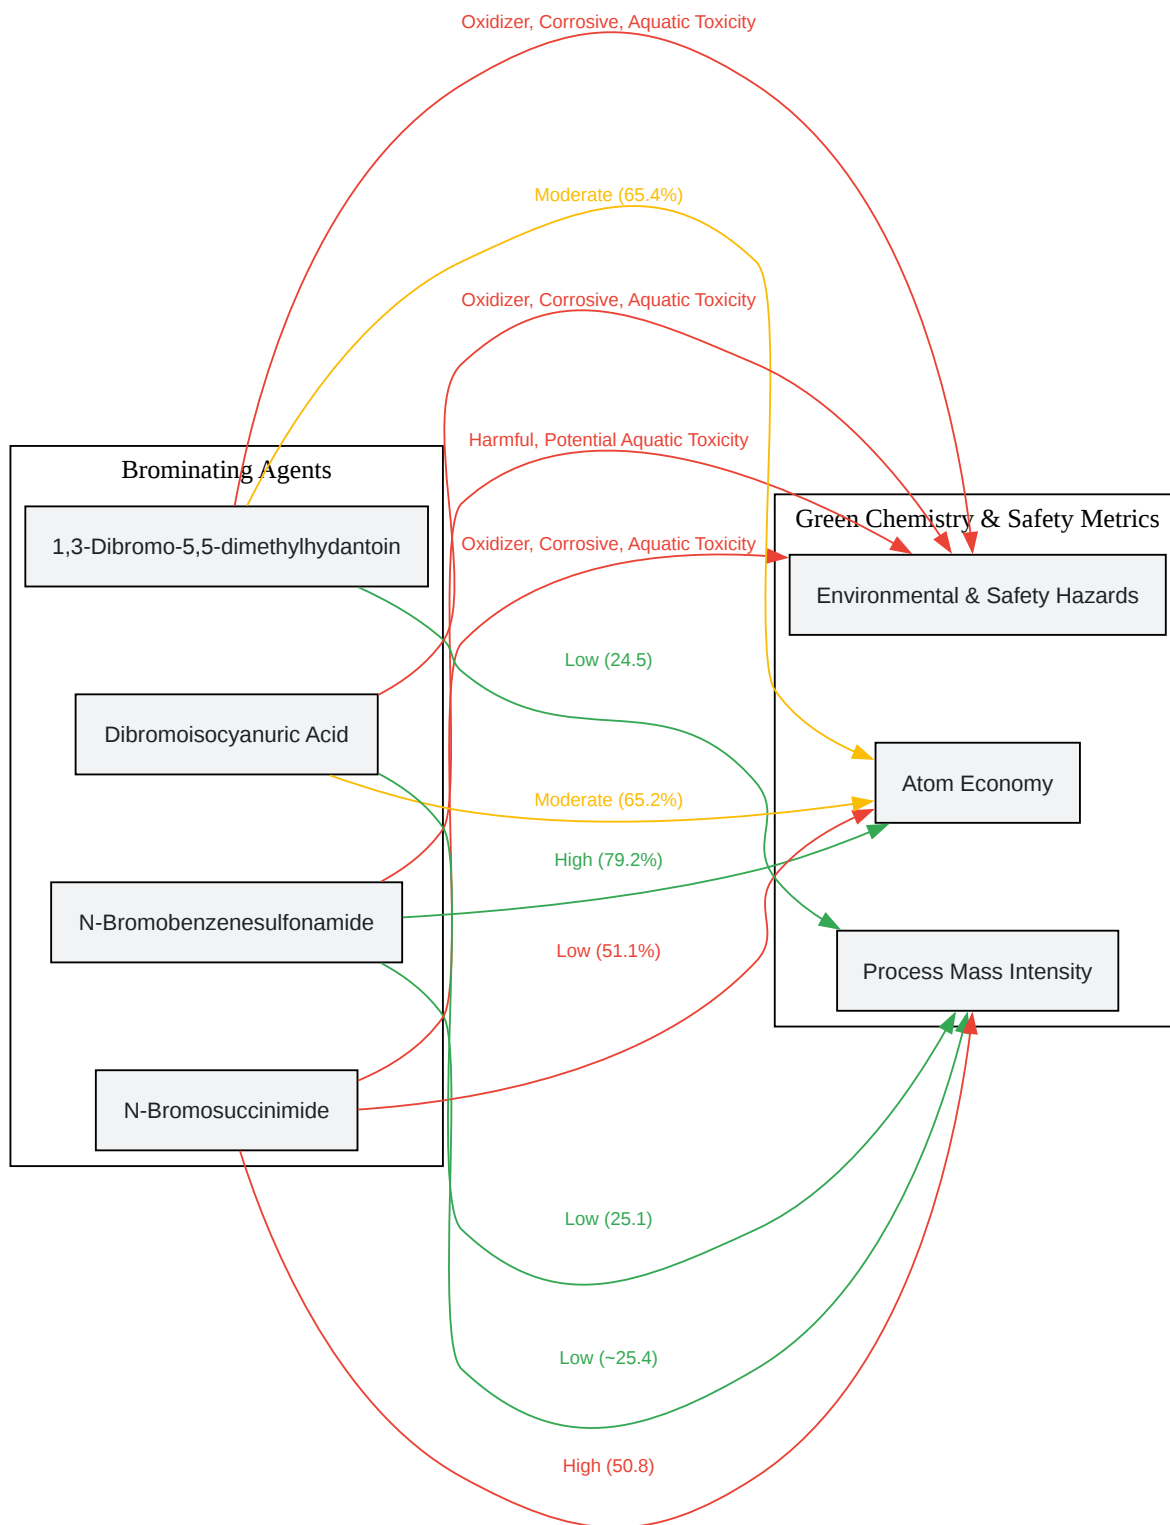 Oxidizer, Corrosive, Aquatic Toxicity
Moderate (65.4%)
Oxidizer, Corrosive, Aquatic Toxicity
Harmful, Potential Aquatic Toxicity
Brominating Agents
Green Chemistry & Safety Metrics
1,3-Dibromo-5,5-dimethylhydantoin
Oxidizer, Corrosive, Aquatic Toxicity
Environmental & Safety Hazards
Low (24.5)
Dibromoisocyanuric Acid
Atom Economy
Moderate (65.2%)
High (79.2%)
N-Bromobenzenesulfonamide
Low (51.1%)
Process Mass Intensity
N-Bromosuccinimide
Low (25.1)
Low (~25.4)
High (50.8)